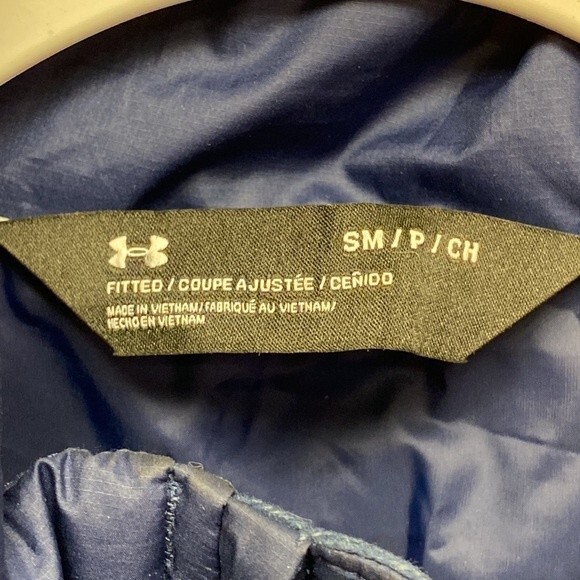 SM / P / CH
FITTED / COUPE AJUSTÉE / CEÑIDO
MADE IN VIETNAM / FABRIQUÉ AU VIETNAM /
HECHO EN VIETNAM